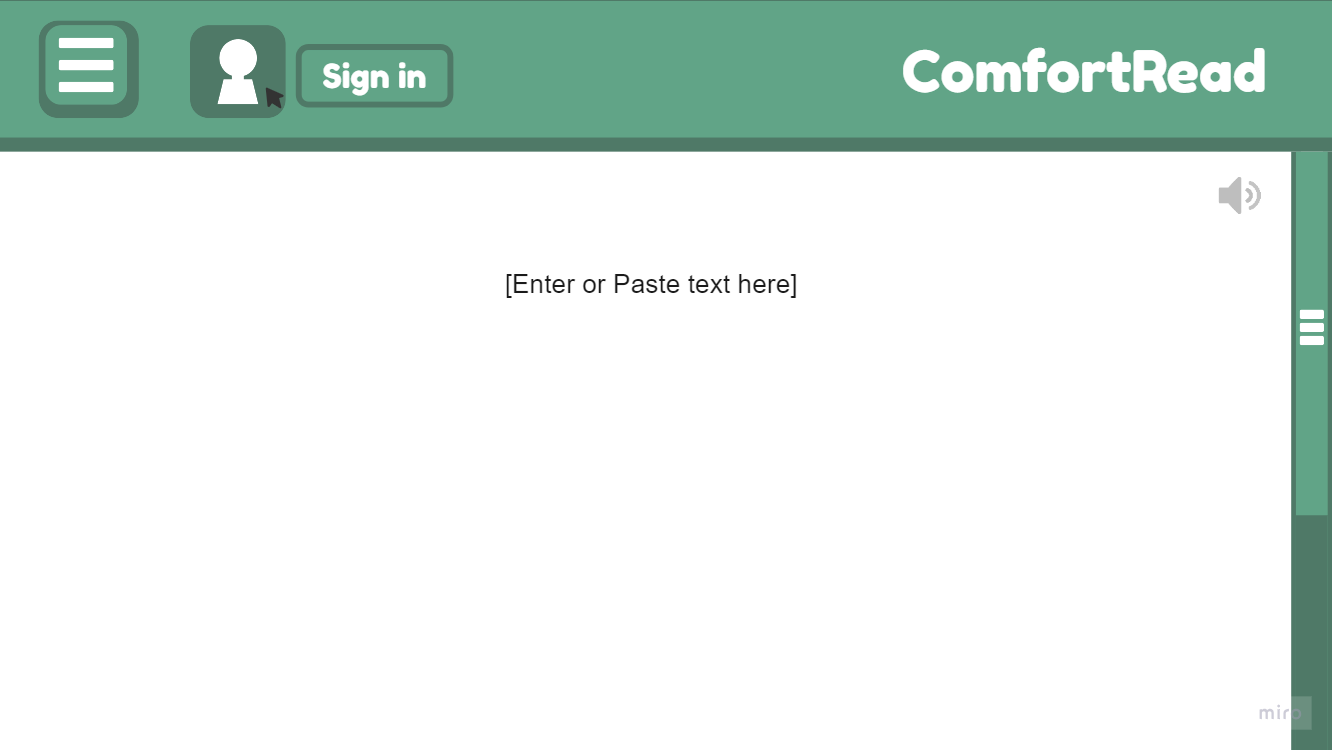 Sign in
ComfortRead
[Enter or Paste text here]
miro